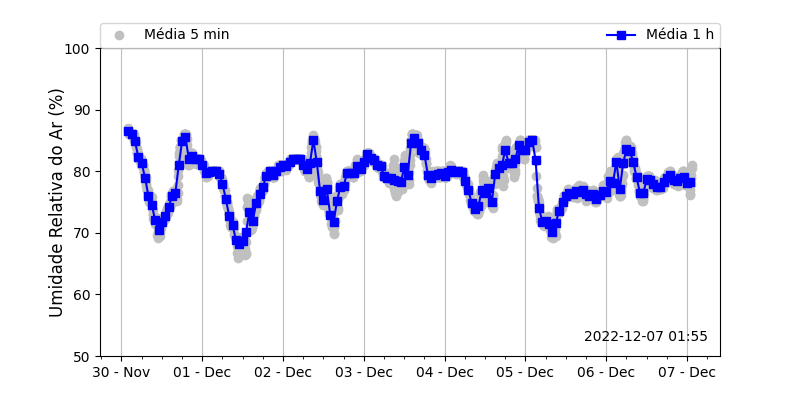 Média 5 min
Média 1 h
Umidade Relativa do Ar (%)
100
90
80
70
60
50
2022-12-07 01:55
30 - Nov
01 - Dec
02 - Dec
03 - Dec
04 - Dec
05 - Dec
06 - Dec
07 - Dec